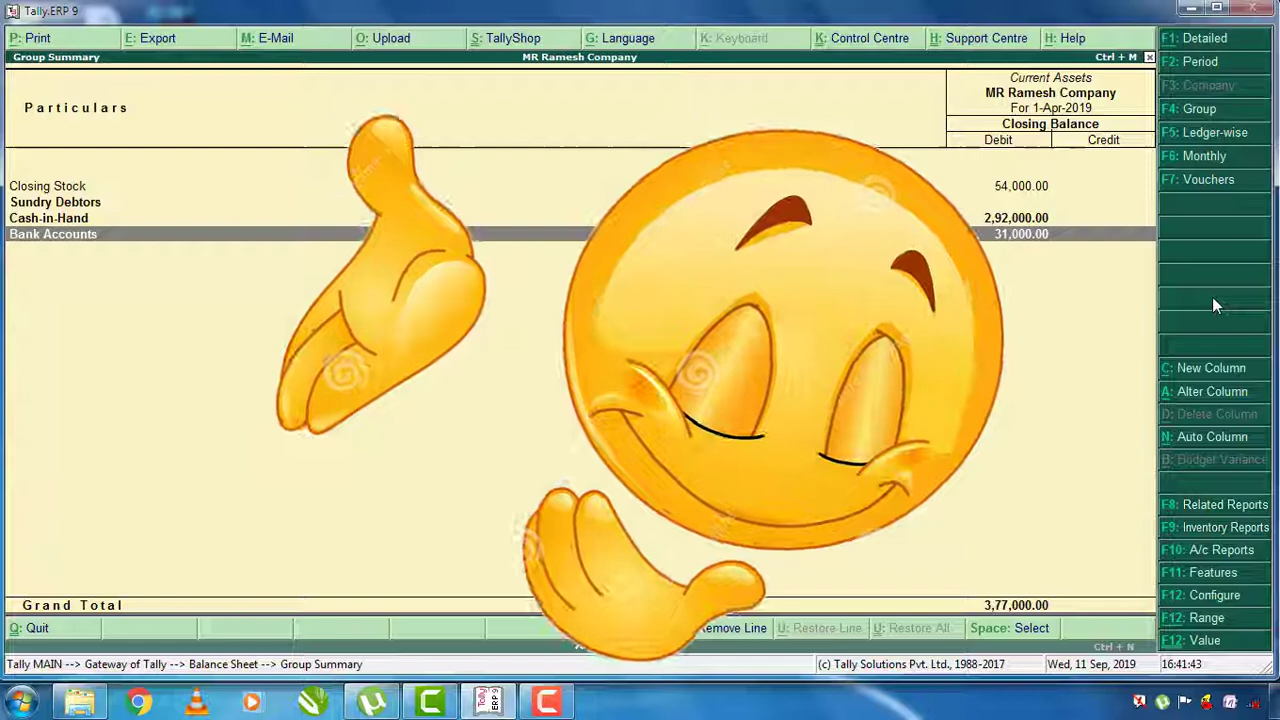 Tally.ERP 9
P: Print E: Export M: E-Mail O: Upload S: TallyShop G: Language K: Keyboard K: Control Centre H: Support Centre H: Help
Group Summary MR Ramesh Company Ctrl + M
Particulars
Current Assets
MR Ramesh Company
For 1-Apr-2019
Closing Balance
Debit Credit
Closing Stock 54,000.00
Sundry Debtors
Cash-in-Hand 2,92,000.00
Bank Accounts 31,000.00
Grand Total 3,77,000.00
F1: Detailed
F2: Period
F3: Company
F4: Group
F5: Ledger-wise
F6: Monthly
F7: Vouchers
C: New Column
A: Alter Column
D: Delete Column
N: Auto Column
B: Budget Variance
F8: Related Reports
F9: Inventory Reports
F10: A/c Reports
F11: Features
F12: Configure
F12: Range
F12: Value
Q: Quit Remove Line U: Restore Line U: Restore All Space: Select
Ctrl + N
Tally MAIN --> Gateway of Tally --> Balance Sheet --> Group Summary (c) Tally Solutions Pvt. Ltd., 1988-2017 Wed, 11 Sep, 2019 16:41:43